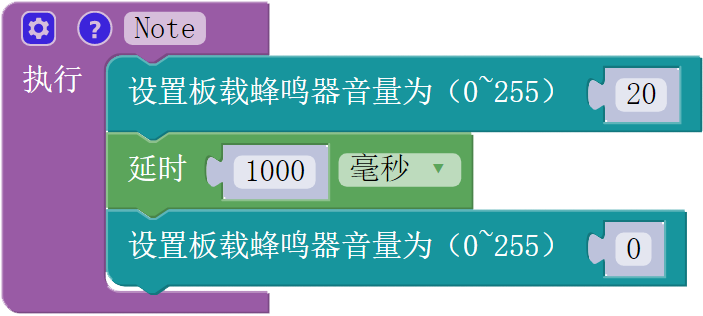 ? Note
执行
设置板载蜂鸣器音量为（0~255） 20
延时 1000 毫秒
设置板载蜂鸣器音量为（0~255） 0